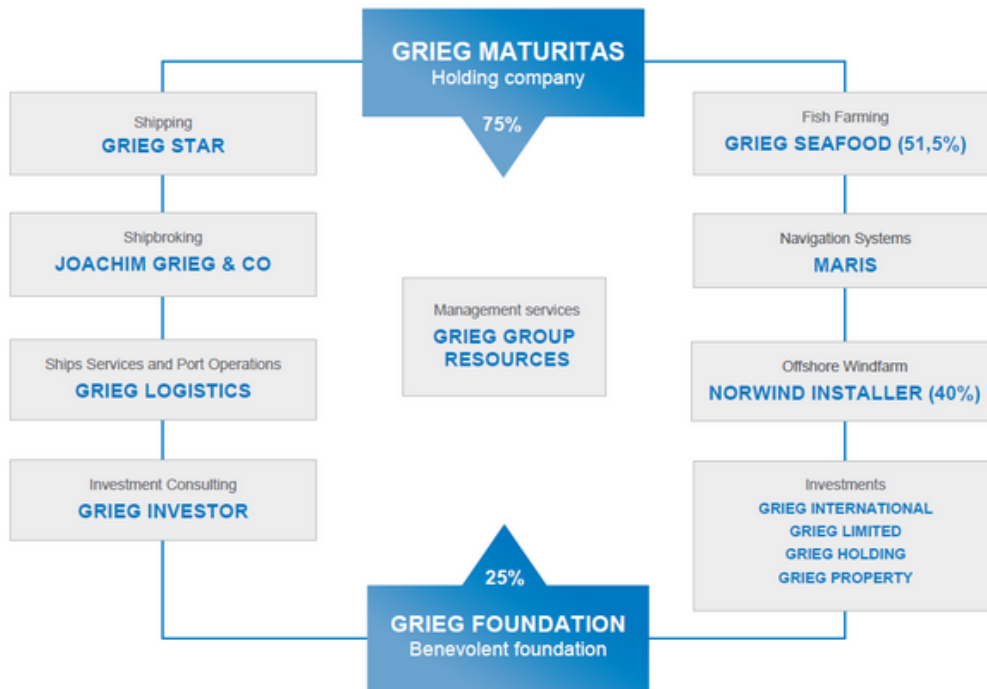 GRIEG MATURITAS
Holding company
75%
Shipping
GRIEG STAR
Shipbroking
JOACHIM GRIEG & CO
Ships Services and Port Operations
GRIEG LOGISTICS
Investment Consulting
GRIEG INVESTOR
Management services
GRIEG GROUP
RESOURCES
Fish Farming
GRIEG SEAFOOD (51,5%)
Navigation Systems
MARIS
Offshore Windfarm
NORWIND INSTALLER (40%)
Investments
GRIEG INTERNATIONAL
GRIEG LIMITED
GRIEG HOLDING
GRIEG PROPERTY
25%
GRIEG FOUNDATION
Benevolent foundation